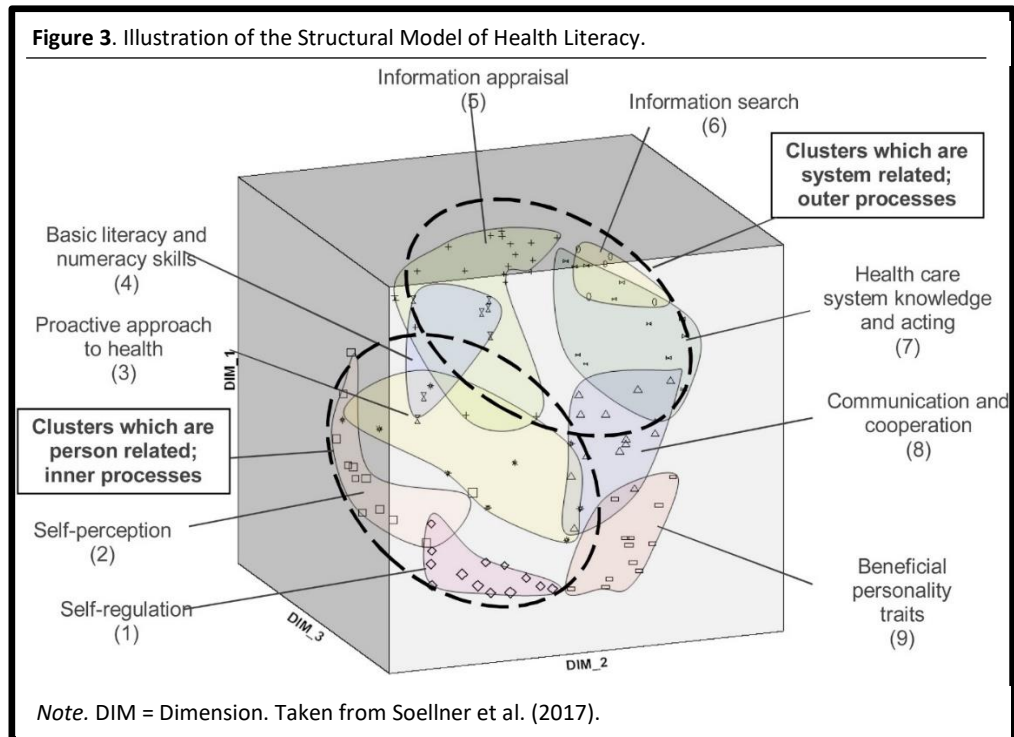 Figure 3. Illustration of the Structural Model of Health Literacy.
Information appraisal
(5)
Information search
(6)
Clusters which are
system related;
outer processes
Basic literacy and
numeracy skills
(4)
Health care
system knowledge
and acting
(7)
Proactive approach
to health
(3)
DIM_1
Clusters which are
person related;
inner processes
Communication and
cooperation
(8)
Self-perception
(2)
Beneficial
personality
traits
(9)
Self-regulation
(1)
DIM_3
DIM_2
Note. DIM = Dimension. Taken from Soellner et al. (2017).